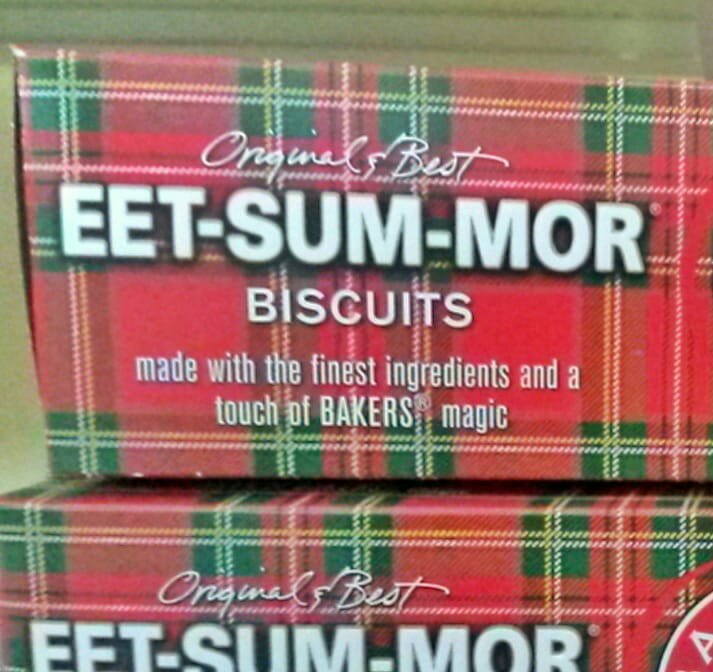 Original & Best
EET-SUM-MOR®
BISCUITS
made with the finest ingredients and a
touch of BAKERS® magic
Original & Best
EET-SUM-MOR®